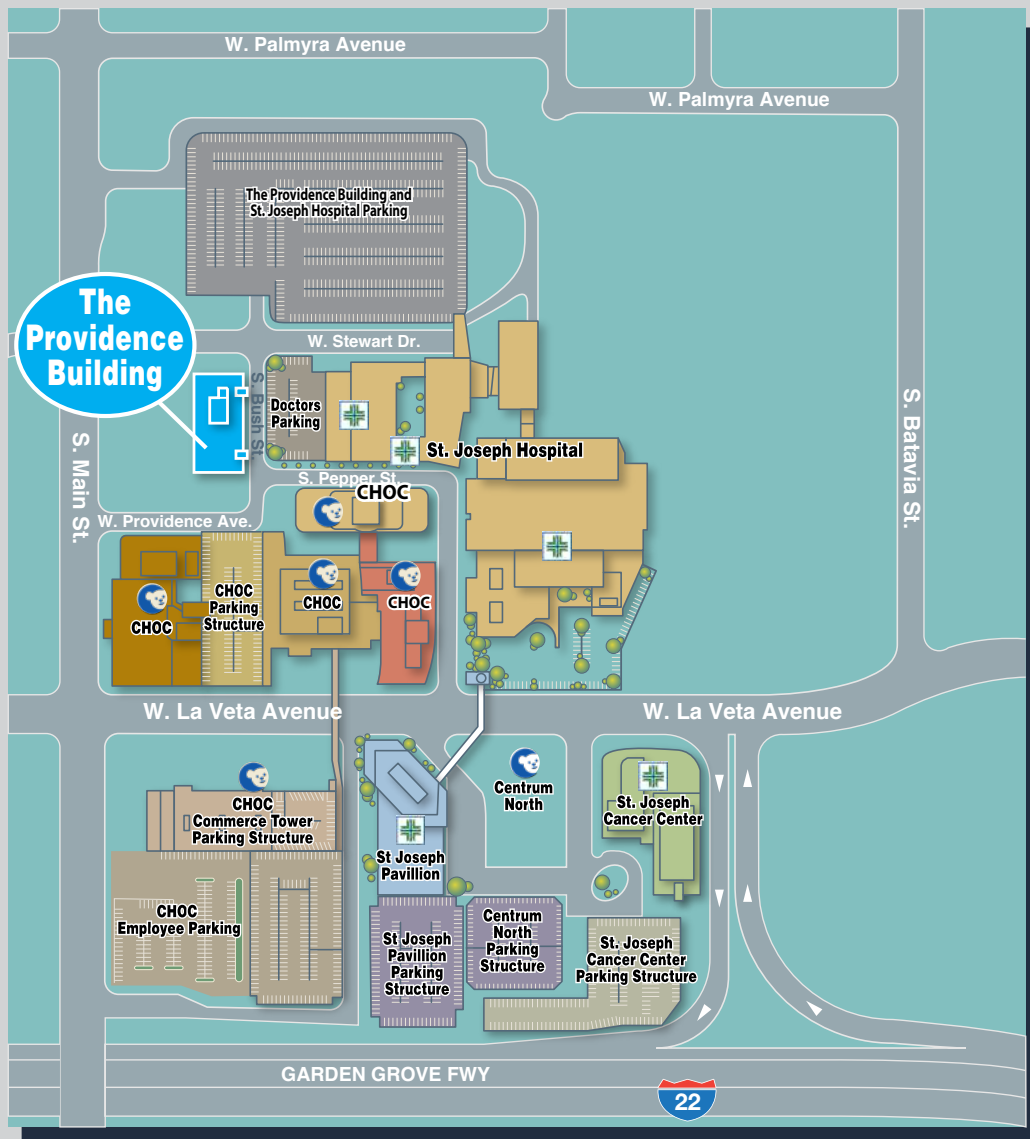 W. Palmyra Avenue
W. Palmyra Avenue
The Providence Building and
St. Joseph Hospital Parking
The
Providence
Building
W. Stewart Dr.
S. Bush St.
Doctors
Parking
S. Main St.
S. Batavia St.
St. Joseph Hospital
S. Pepper St.
CHOC
W. Providence Ave.
CHOC
CHOC
Parking
Structure
CHOC
CHOC
W. La Veta Avenue
W. La Veta Avenue
CHOC
Commerce Tower
Parking Structure
Centrum
North
St. Joseph
Cancer Center
St Joseph
Pavillion
CHOC
Employee Parking
St Joseph
Pavillion
Parking
Structure
Centrum
North
Parking
Structure
St. Joseph
Cancer Center
Parking Structure
GARDEN GROVE FWY
22